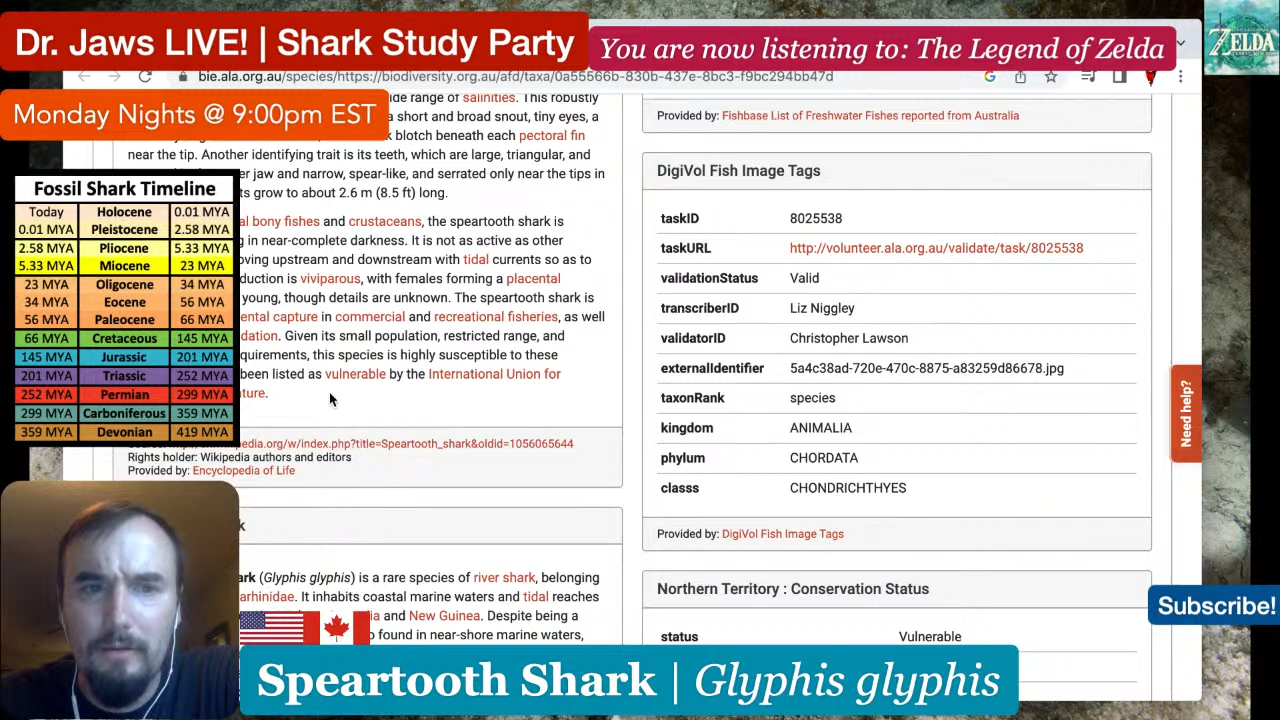 Dr. Jaws LIVE! | Shark Study Party
You are now listening to: The Legend of Zelda
ZELDA
bie.ala.org.au/species/https://biodiversity.org.au/afd/taxa/0a55566b-830b-437e-8bc3-f9bc294bb47d
Monday Nights @ 9:00pm EST
de range of salinities. This robustly
a short and broad snout, tiny eyes, a
k blotch beneath each pectoral fin
near the tip. Another identifying trait is its teeth, which are large, triangular, and
er jaw and narrow, spear-like, and serrated only near the tips in
ts grow to about 2.6 m (8.5 ft) long.
al bony fishes and crustaceans, the speartooth shark is
g in near-complete darkness. It is not as active as other
oving upstream and downstream with tidal currents so as to
duction is viviparous, with females forming a placental
young, though details are unknown. The speartooth shark is
ental capture in commercial and recreational fisheries, as well
dation. Given its small population, restricted range, and
quirements, this species is highly susceptible to these
been listed as vulnerable by the International Union for
ture.
pedia.org/w/index.php?title=Speartooth_shark&oldid=1056065644
Rights holder: Wikipedia authors and editors
Provided by: Encyclopedia of Life
Fossil Shark Timeline
Today Holocene 0.01 MYA
0.01 MYA Pleistocene 2.58 MYA
2.58 MYA Pliocene 5.33 MYA
5.33 MYA Miocene 23 MYA
23 MYA Oligocene 34 MYA
34 MYA Eocene 56 MYA
56 MYA Paleocene 66 MYA
66 MYA Cretaceous 145 MYA
145 MYA Jurassic 201 MYA
201 MYA Triassic 252 MYA
252 MYA Permian 299 MYA
299 MYA Carboniferous 359 MYA
359 MYA Devonian 419 MYA
k
ark (Glyphis glyphis) is a rare species of river shark, belonging
arhinidae. It inhabits coastal marine waters and tidal reaches
ia and New Guinea. Despite being a
o found in near-shore marine waters,
Provided by: Fishbase List of Freshwater Fishes reported from Australia
DigiVol Fish Image Tags
taskID 8025538
taskURL http://volunteer.ala.org.au/validate/task/8025538
validationStatus Valid
transcriberID Liz Niggley
validatorID Christopher Lawson
externalIdentifier 5a4c38ad-720e-470c-8875-a83259d86678.jpg
taxonRank species
kingdom ANIMALIA
phylum CHORDATA
classs CHONDRICHTHYES
Provided by: DigiVol Fish Image Tags
Northern Territory : Conservation Status
status Vulnerable
Need help?
Subscribe!
Speartooth Shark | Glyphis glyphis